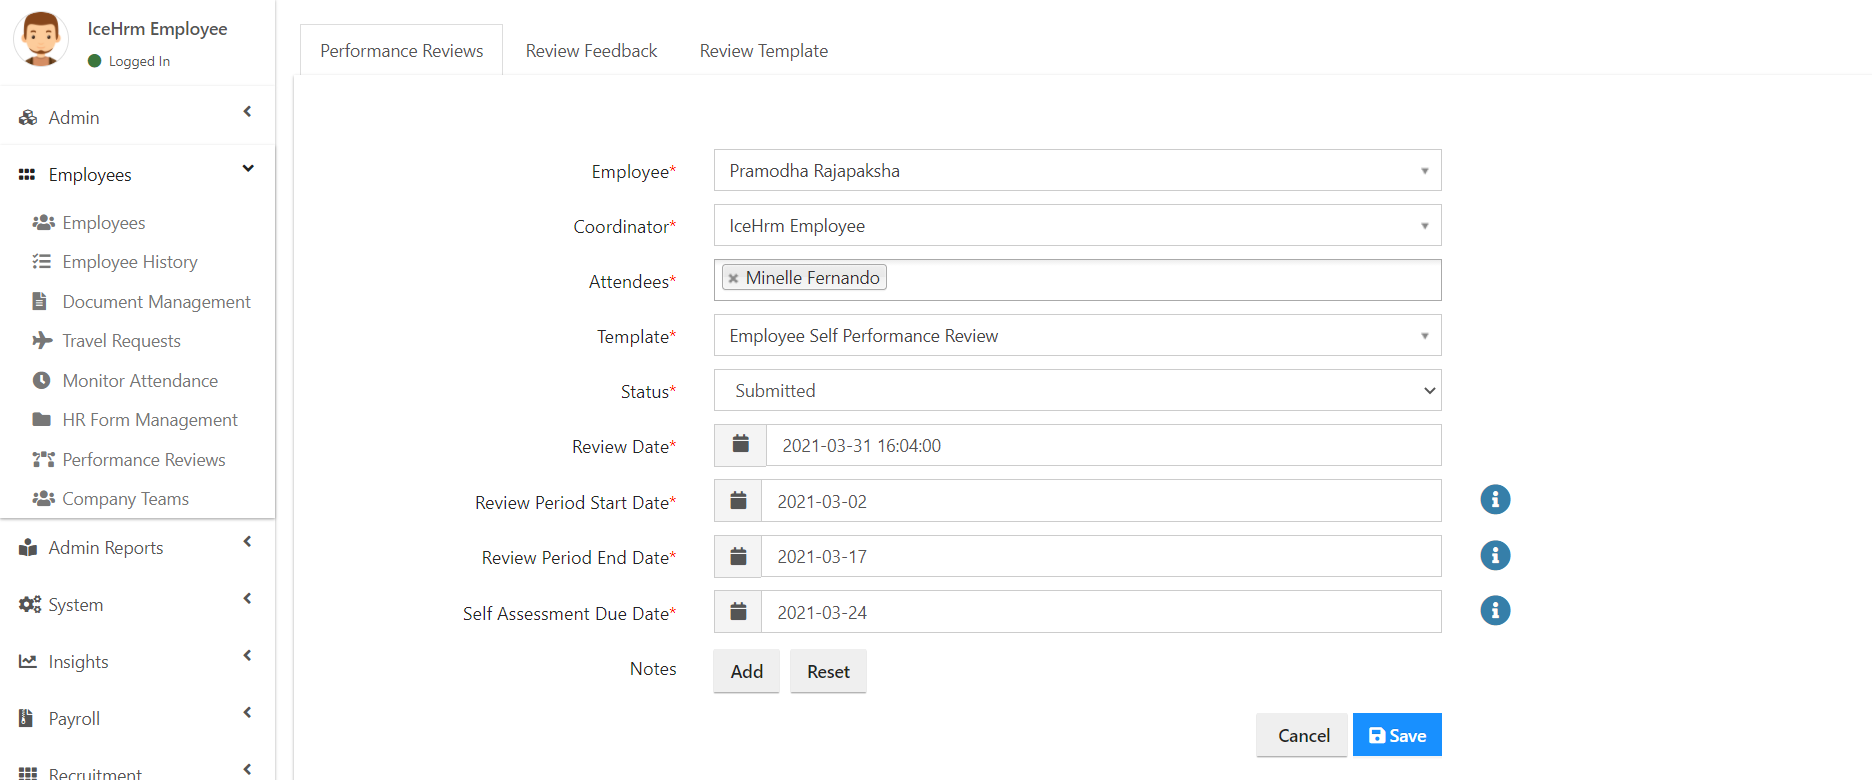 IceHrm Employee
Logged In
Admin
Employees
Employees
Employee History
Document Management
Travel Requests
Monitor Attendance
HR Form Management
Performance Reviews
Company Teams
Admin Reports
System
Insights
Payroll
Recruitment
Performance Reviews Review Feedback Review Template
Employee* Pramodha Rajapaksha
Coordinator* IceHrm Employee
Attendees* × Minelle Fernando
Template* Employee Self Performance Review
Status* Submitted
Review Date* 2021-03-31 16:04:00
Review Period Start Date* 2021-03-02
Review Period End Date* 2021-03-17
Self Assessment Due Date* 2021-03-24
Notes Add Reset
Cancel Save